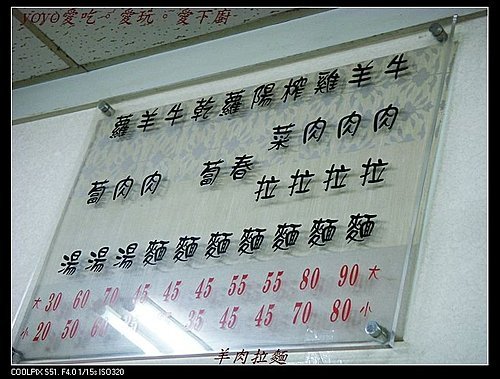 yoyo愛吃。愛玩。愛下廚
牛肉拉麵
羊肉拉麵
雞肉拉麵
榨菜拉麵
陽春麵
蘿蔔麵
乾麵
牛肉湯
羊肉湯
蘿蔔湯
大 30 60 70 45 45 45 55 55 80 90 大
小 20 50 60 35 45 45 70 80 小
羊肉拉麵
COOLPIX S51. F4.0 1/15s ISO320